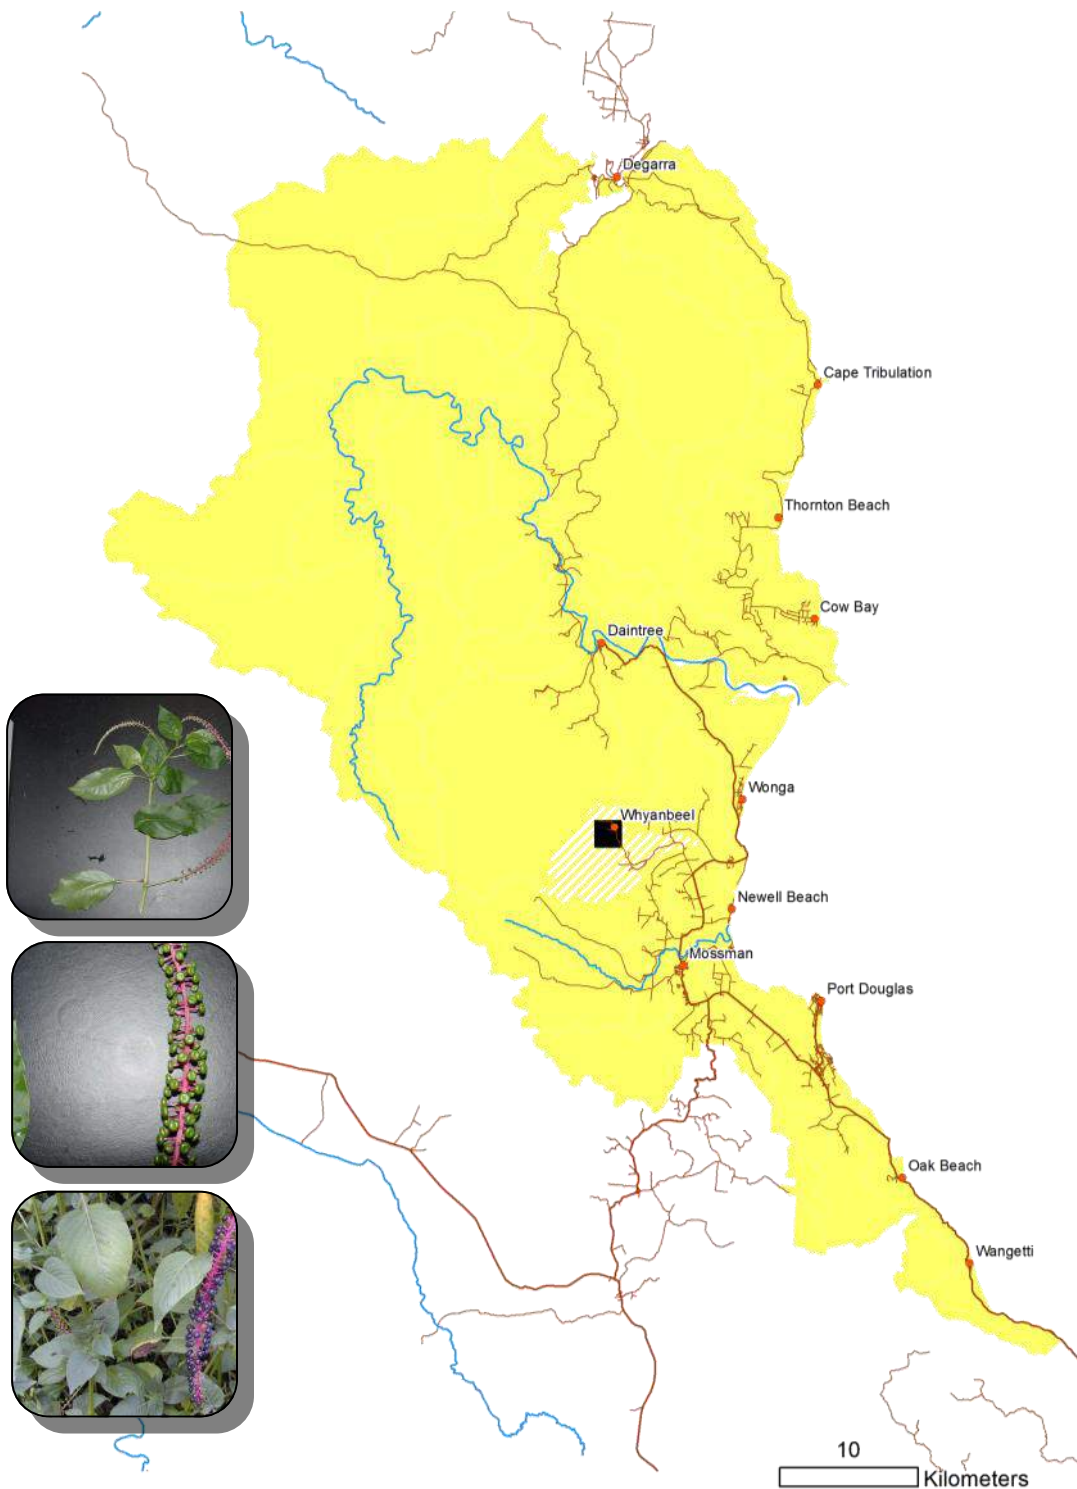 Degarra
Cape Tribulation
Thornton Beach
Cow Bay
Daintree
Wonga
Whyanbeel
Newell Beach
Mossman
Port Douglas
Oak Beach
Wangetti
10
Kilometers